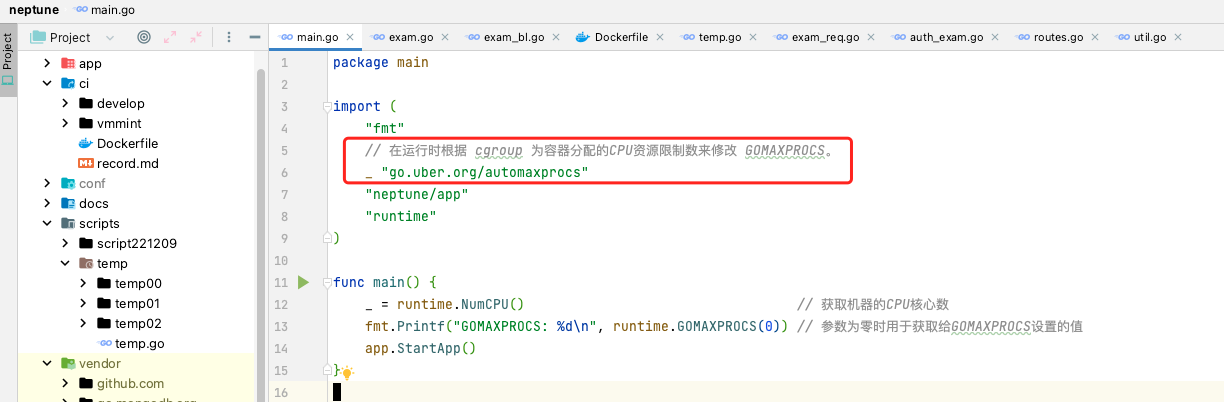 neptune main.go
Project
Project
main.go exam.go exam_bl.go Dockerfile temp.go exam_req.go auth_exam.go routes.go util.go
app
ci
develop
vmmint
Dockerfile
record.md
conf
docs
scripts
script221209
temp
temp00
temp01
temp02
temp.go
vendor
github.com
go.mongodb.org
1 package main
2
3 import (
4 "fmt"
5 // 在运行时根据 cgroup 为容器分配的CPU资源限制数来修改 GOMAXPROCS。
6 _ "go.uber.org/automaxprocs"
7 "neptune/app"
8 "runtime"
9 )
10
11 func main() {
12 _ = runtime.NumCPU() // 获取机器的CPU核心数
13 fmt.Printf("GOMAXPROCS: %d\n", runtime.GOMAXPROCS(0)) // 参数为零时用于获取给GOMAXPROCS设置的值
14 app.StartApp()
15 }
16